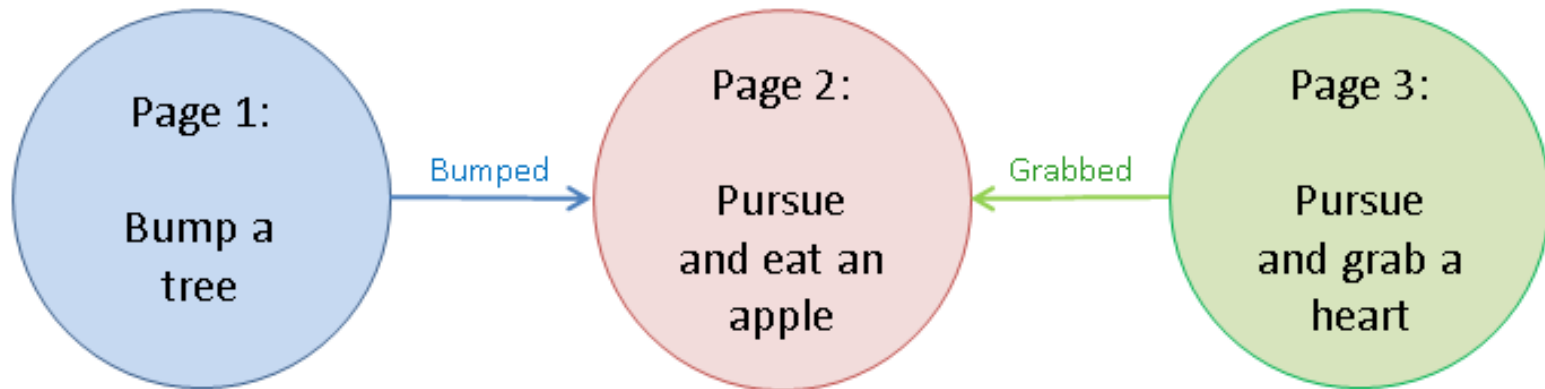 Page 1:
Bump a
tree
Bumped
Page 2:
Pursue
and eat an
apple
Grabbed
Page 3:
Pursue
and grab a
heart